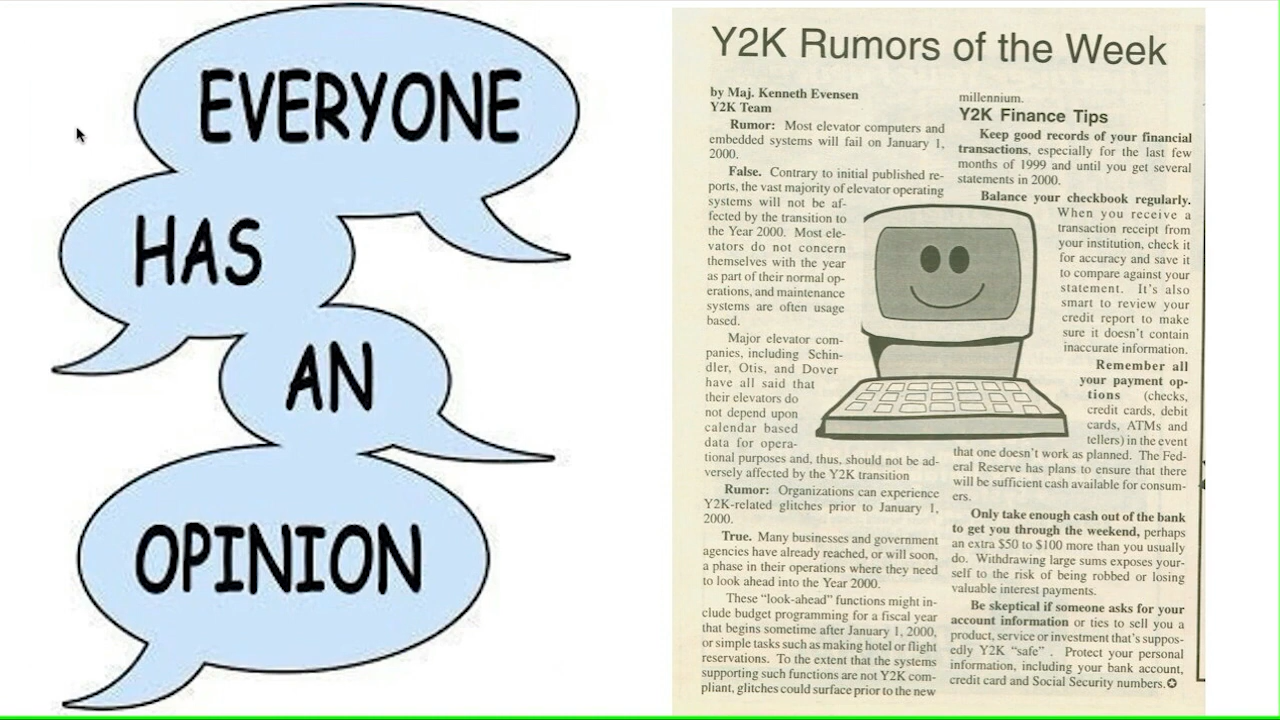 EVERYONE
HAS
AN
OPINION
Y2K Rumors of the Week
by Maj. Kenneth Evensen
Y2K Team
Rumor: Most elevator computers and
embedded systems will fail on January 1,
2000.
False. Contrary to initial published re-
ports, the vast majority of elevator operating
systems will not be af-
fected by the transition to
the Year 2000. Most ele-
vators do not concern
themselves with the year
as part of their normal op-
erations, and maintenance
systems are often usage
based.
Major elevator com-
panies, including Schin-
dler, Otis, and Dover
have all said that
their elevators do
not depend upon
calendar based
data for opera-
tional purposes and, thus, should not be ad-
versely affected by the Y2K transition
Rumor: Organizations can experience
Y2K-related glitches prior to January 1,
2000.
True. Many businesses and government
agencies have already reached, or will soon,
a phase in their operations where they need
to look ahead into the Year 2000.
These “look-ahead” functions might in-
clude budget programming for a fiscal year
that begins sometime after January 1, 2000,
or simple tasks such as making hotel or flight
reservations. To the extent that the systems
supporting such functions are not Y2K com-
pliant, glitches could surface prior to the new
millennium.
Y2K Finance Tips
Keep good records of your financial
transactions, especially for the last few
months of 1999 and until you get several
statements in 2000.
Balance your checkbook regularly.
When you receive a
transaction receipt from
your institution, check it
for accuracy and save it
to compare against your
statement. It's also
smart to review your
credit report to make
sure it doesn't contain
inaccurate information.
Remember all
your payment op-
tions (checks,
credit cards, debit
cards, ATMs and
tellers) in the event
that one doesn't work as planned. The Fed-
eral Reserve has plans to ensure that there
will be sufficient cash available for consum-
ers.
Only take enough cash out of the bank
to get you through the weekend, perhaps
an extra $50 to $100 more than you usually
do. Withdrawing large sums exposes your-
self to the risk of being robbed or losing
valuable interest payments.
Be skeptical if someone asks for your
account information or ties to sell you a
product, service or investment that's suppos-
edly Y2K “safe” . Protect your personal
information, including your bank account,
credit card and Social Security numbers.✪